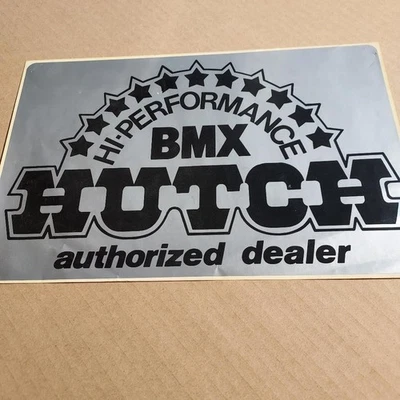 HI-PERFORMANCE
BMX
HUTCH
authorized dealer